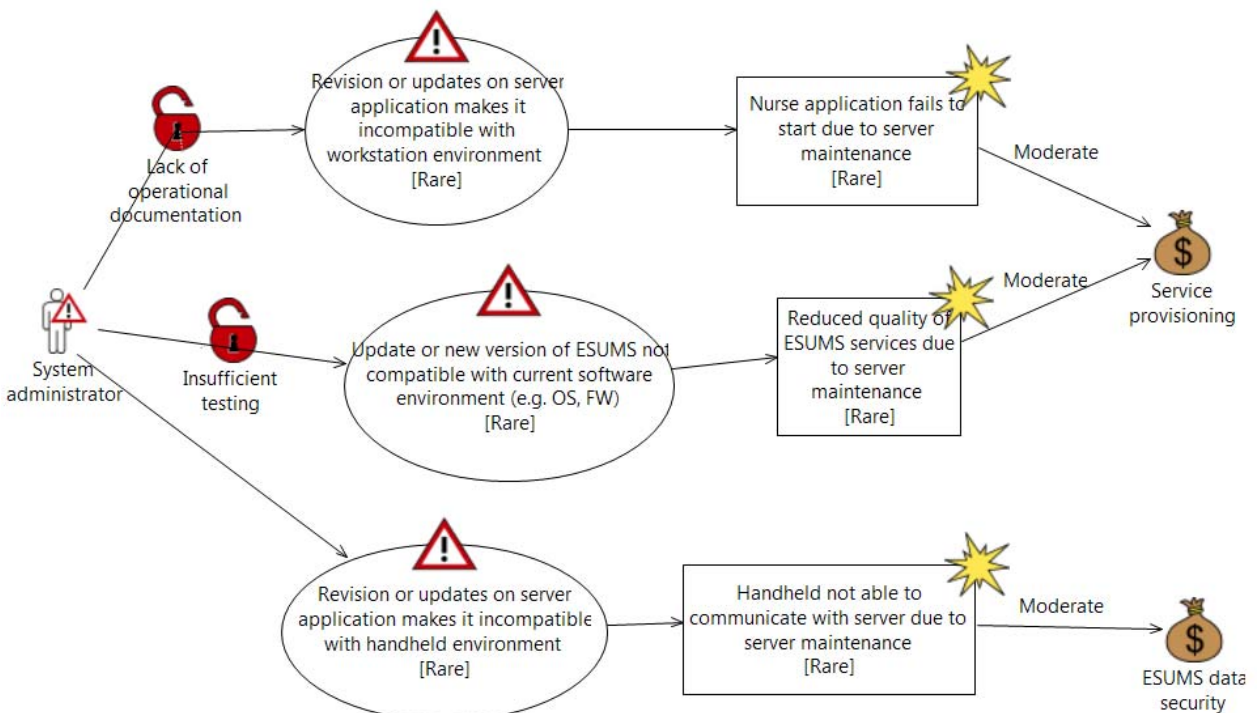 Revision or updates on server
application makes it
incompatible with
workstation environment
[Rare]
Nurse application fails to
start due to server
maintenance
[Rare]
Moderate
Lack of
operational
documentation
Service
provisioning
System
administrator
Insufficient
testing
Update or new version of ESUMS not
compatible with current software
environment (e.g. OS, FW)
[Rare]
Reduced quality of
ESUMS services due
to server
maintenance
[Rare]
Moderate
Revision or updates on server
application makes it incompatible
with handheld environment
[Rare]
Handheld not able to
communicate with server due to
server maintenance
[Rare]
Moderate
ESUMS data
security